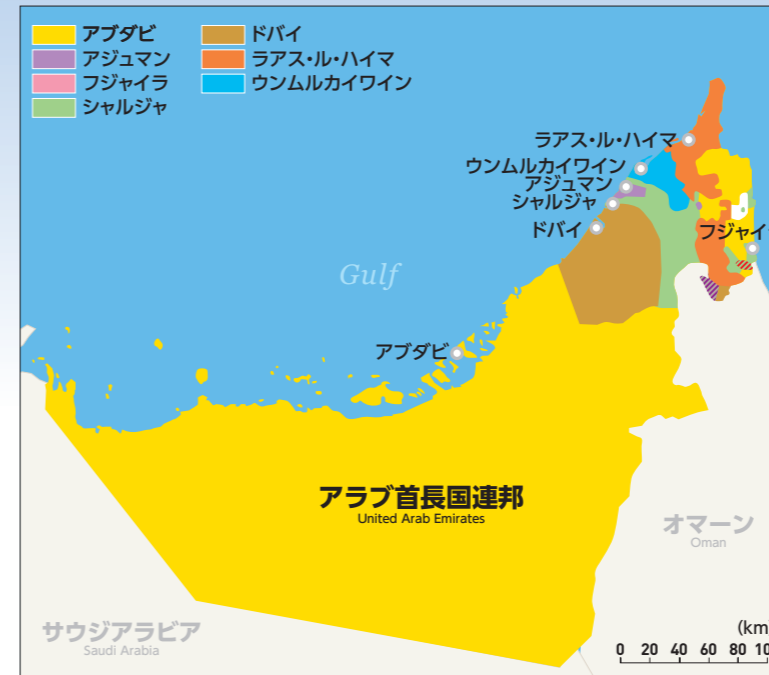 アブダビ
アジュマン
フジャイラ
シャルジャ
ドバイ
ラアス・ル・ハイマ
ウンムルカイワイン
ラアス・ル・ハイマ
ウンムルカイワイン
アジュマン
シャルジャ
ドバイ
フジャイ
Gulf
アブダビ
アラブ首長国連邦
United Arab Emirates
オマーン
Oman
サウジアラビア
Saudi Arabia
(km
0 20 40 60 80 10